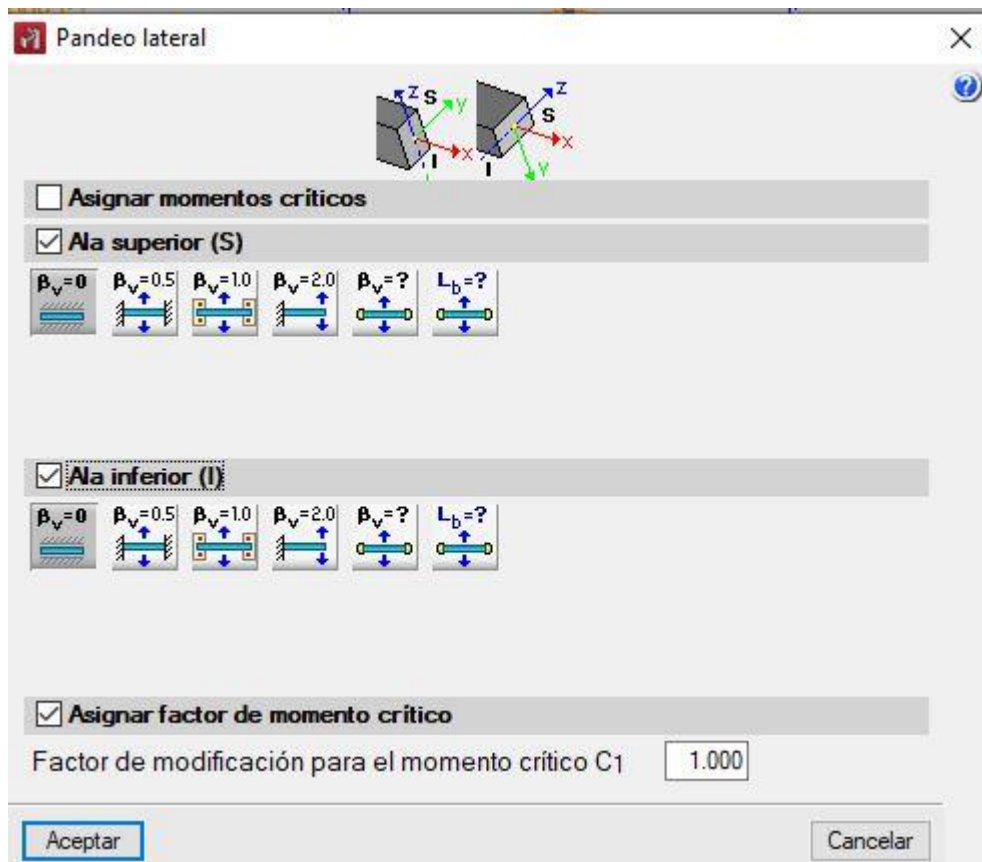 Pandeo lateral
Z S y Z S
x x
I I y
Asignar momentos críticos
Ala superior (S)
βv=0 βv=0.5 βv=1.0 βv=2.0 βv=? Lb=?
Ala inferior (I)
βv=0 βv=0.5 βv=1.0 βv=2.0 βv=? Lb=?
Asignar factor de momento crítico
Factor de modificación para el momento crítico C1 1.000
Aceptar Cancelar